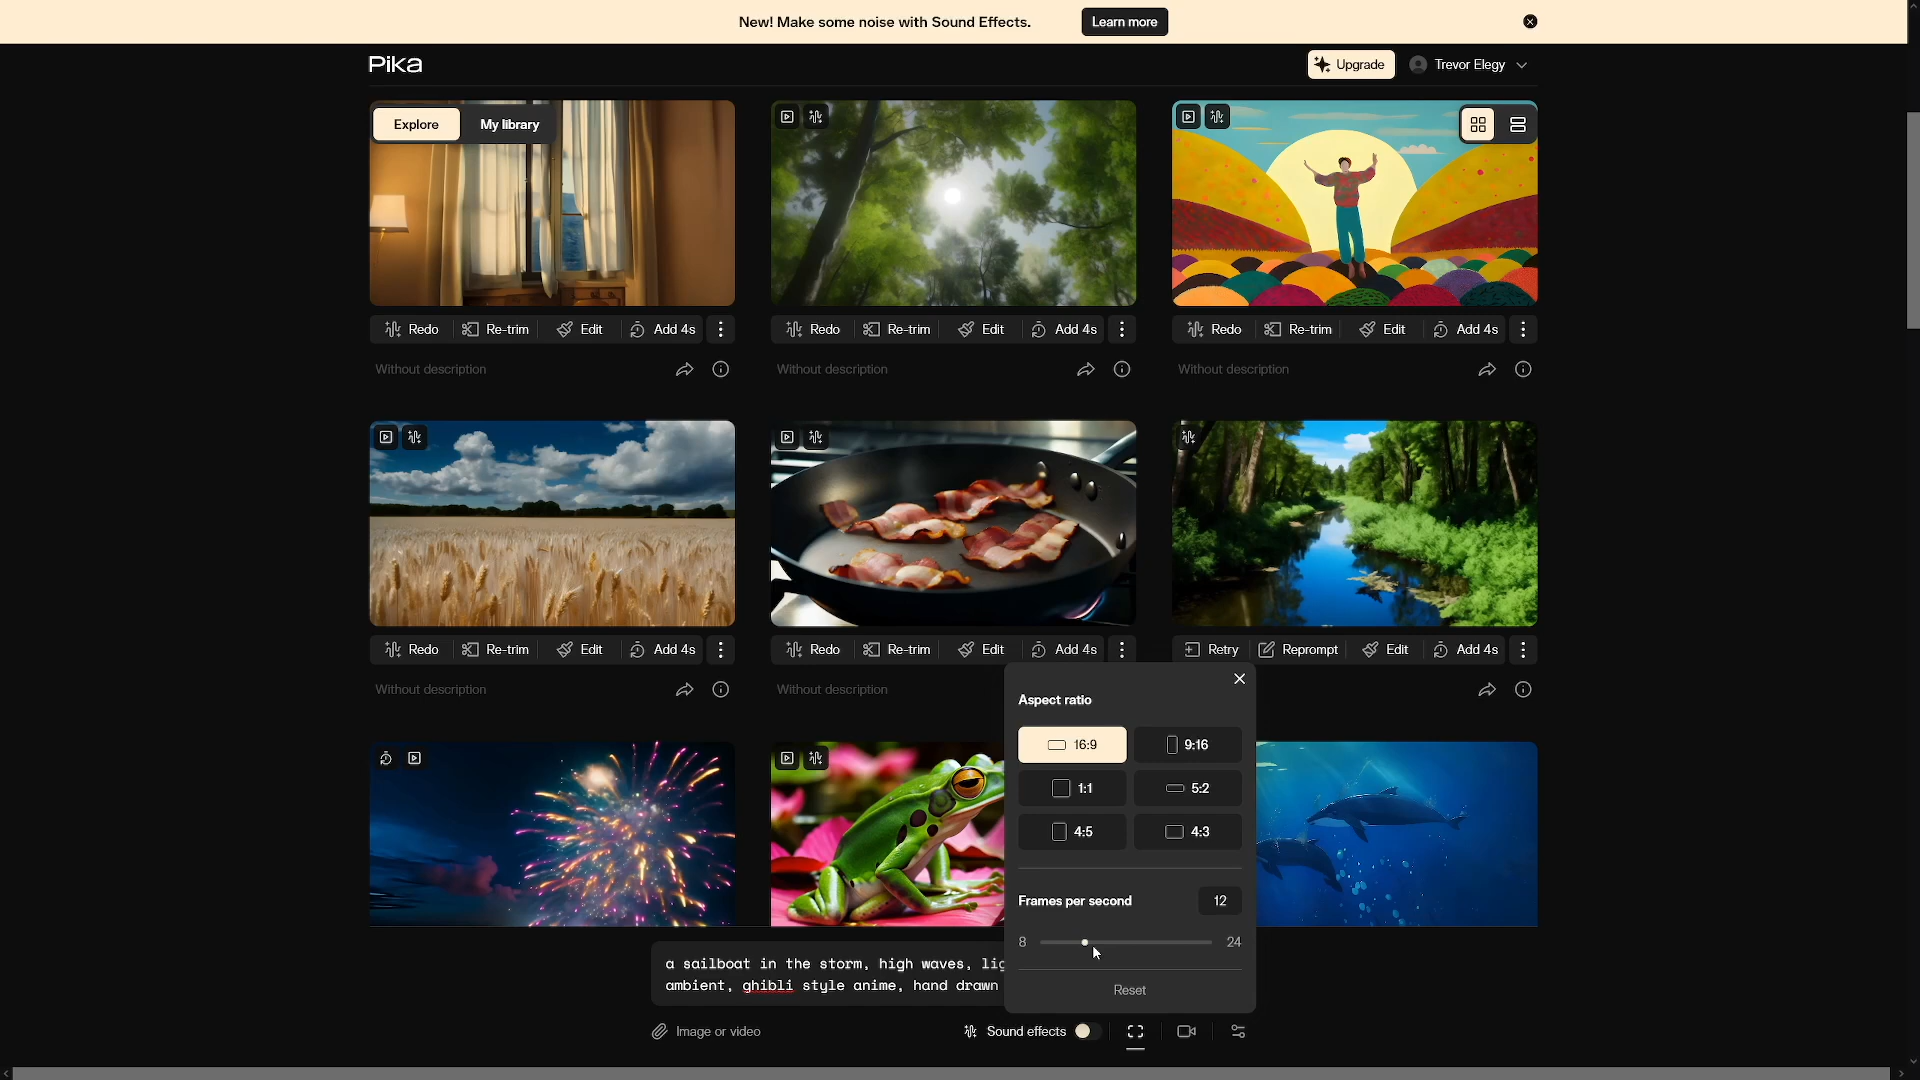 New! Make some noise with Sound Effects.
Learn more
Pika
Upgrade
Trevor Elegy
Explore
My library
Redo
Re-trim
Edit
Add 4s
Redo
Re-trim
Edit
Add 4s
Redo
Re-trim
Edit
Add 4s
Without description
Without description
Without description
Redo
Re-trim
Edit
Add 4s
Redo
Re-trim
Edit
Add 4s
Retry
Reprompt
Edit
Add 4s
Without description
Without description
Aspect ratio
16:9
9:16
1:1
5:2
4:5
4:3
Frames per second
12
8
24
Reset
a sailboat in the storm, high waves,
ambient, ghibli style anime, hand drawn
Image or video
Sound effects